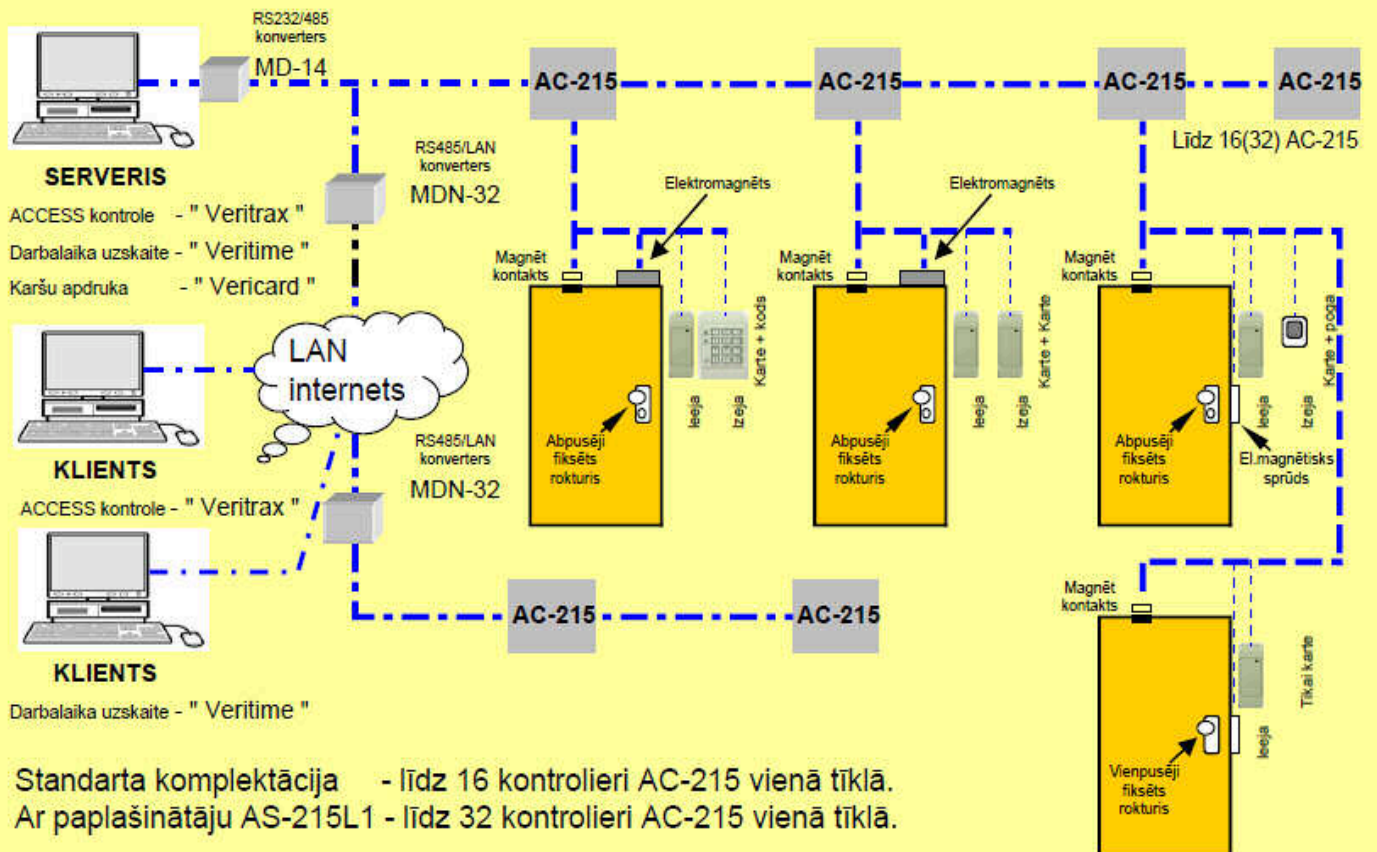 RS232/485
konverters
MD-14
AC-215
AC-215
AC-215
AC-215
Līdz 16(32) AC-215
SERVERIS
ACCESS kontrole - " Veritrax "
Darbalaika uzskaite - " Veritime "
Karšu apdruka - " Vericard "
RS485/LAN
konverters
MDN-32
LAN
internets
KLIENTS
ACCESS kontrole - " Veritrax "
RS485/LAN
konverters
MDN-32
KLIENTS
Darbalaika uzskaite - " Veritime "
AC-215
AC-215
Elektromagnēts
Magnēt
kontakts
Abpusēji
fiksēts
rokturis
Ieeja
Izeja
Karte + kods
Elektromagnēts
Magnēt
kontakts
Abpusēji
fiksēts
rokturis
Ieeja
Izeja
Karte + Karte
Magnēt
kontakts
Abpusēji
fiksēts
rokturis
Ieeja
Izeja
Karte + poga
El.magnētisks
sprūds
Magnēt
kontakts
Vienpusēji
fiksēts
rokturis
Ieeja
Tikai karte
Standarta komplektācija - līdz 16 kontrolieri AC-215 vienā tīklā.
Ar paplašinātāju AS-215L1 - līdz 32 kontrolieri AC-215 vienā tīklā.